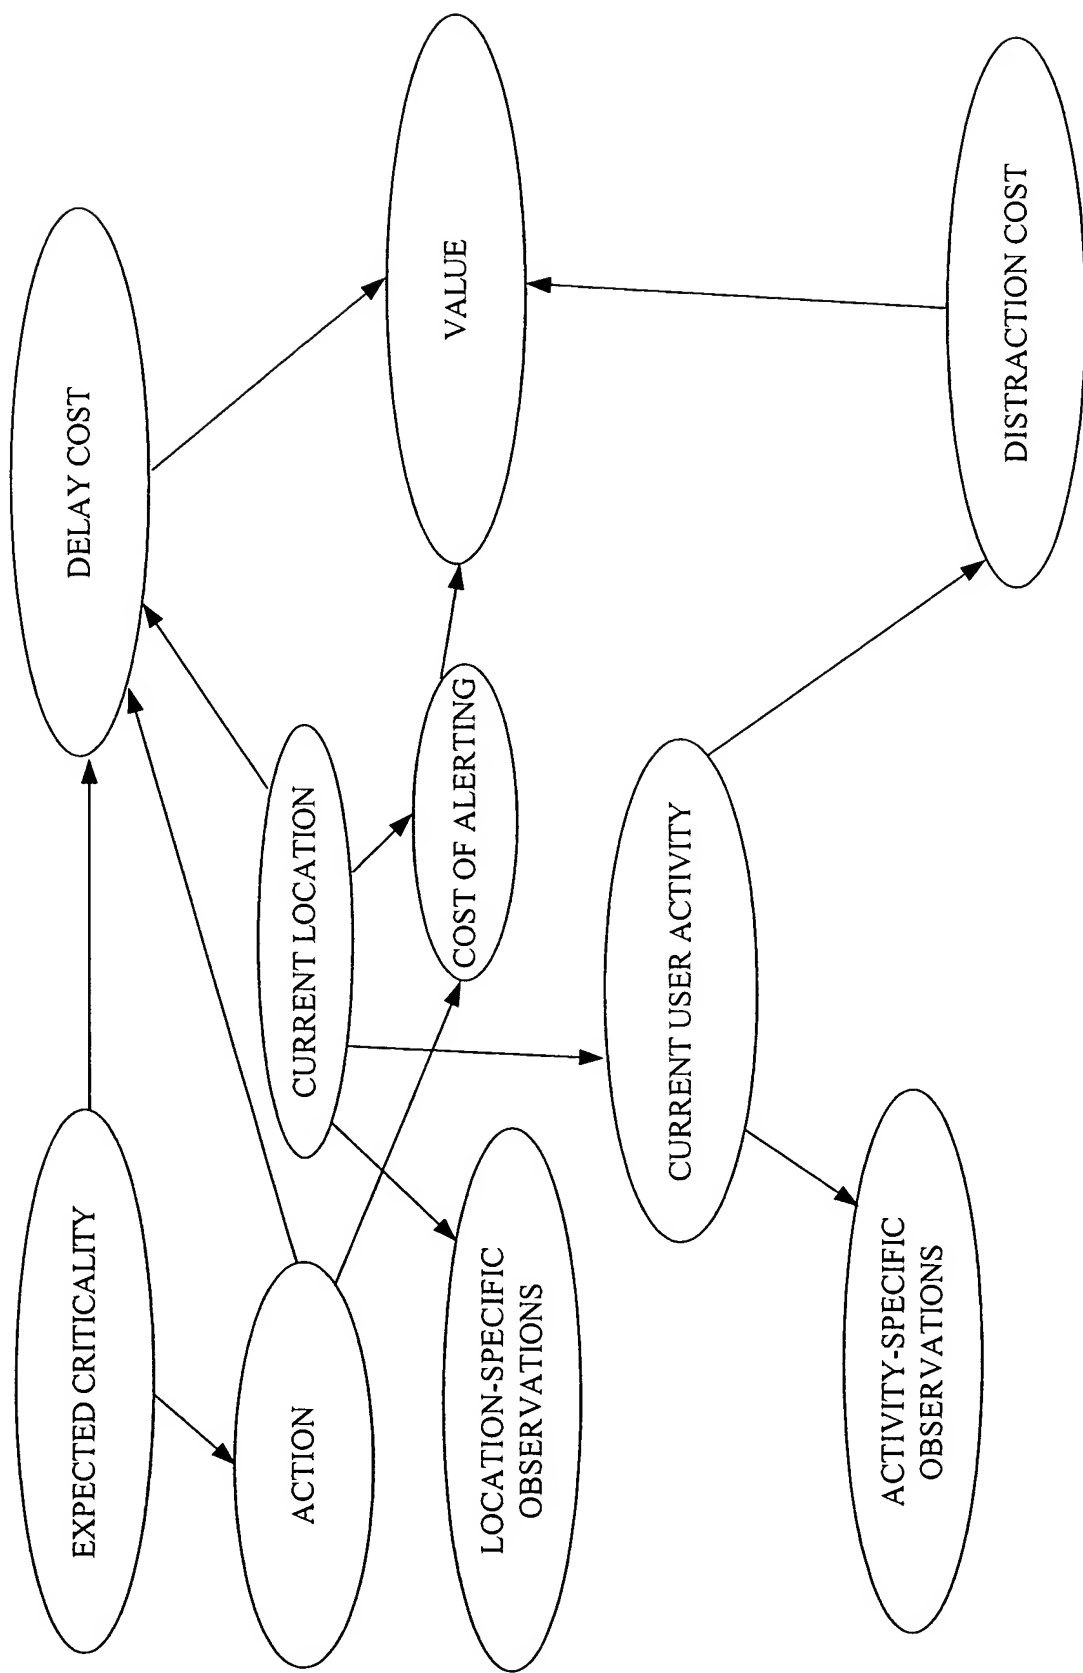 EXPECTED CRITICALITY
DELAY COST
ACTION
CURRENT LOCATION
VALUE
COST OF ALERTING
LOCATION-SPECIFIC
OBSERVATIONS
CURRENT USER ACTIVITY
ACTIVITY-SPECIFIC
OBSERVATIONS
DISTRACTION COST